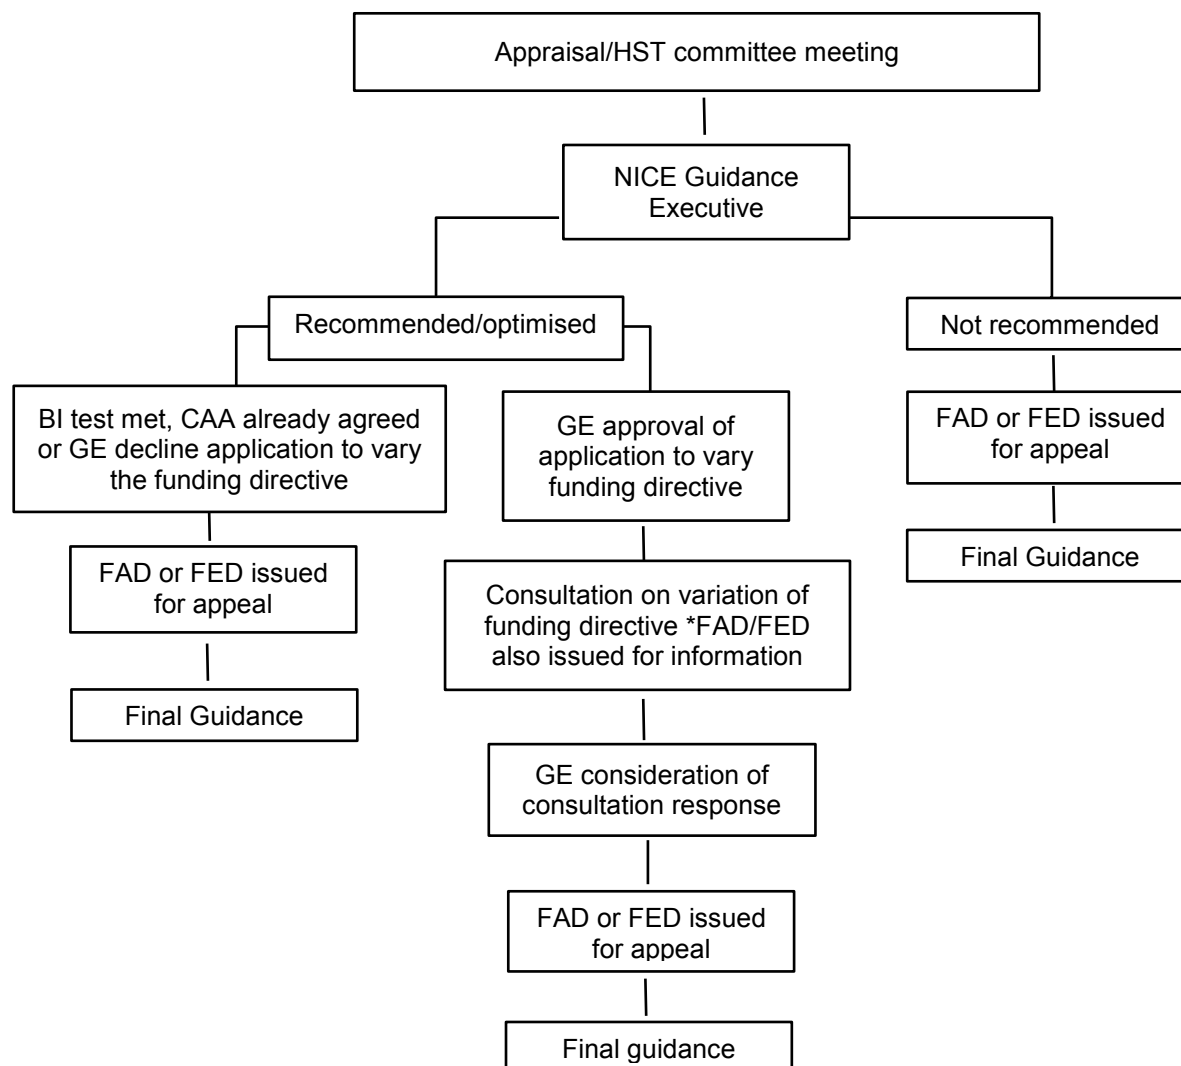 Appraisal/HST committee meeting
NICE Guidance
Executive
Recommended/optimised
Not recommended
BI test met, CAA already agreed
or GE decline application to vary
the funding directive
GE approval of
application to vary
funding directive
FAD or FED issued
for appeal
FAD or FED issued
for appeal
Final Guidance
Consultation on variation of
funding directive *FAD/FED
also issued for information
Final Guidance
GE consideration of
consultation response
FAD or FED issued
for appeal
Final guidance